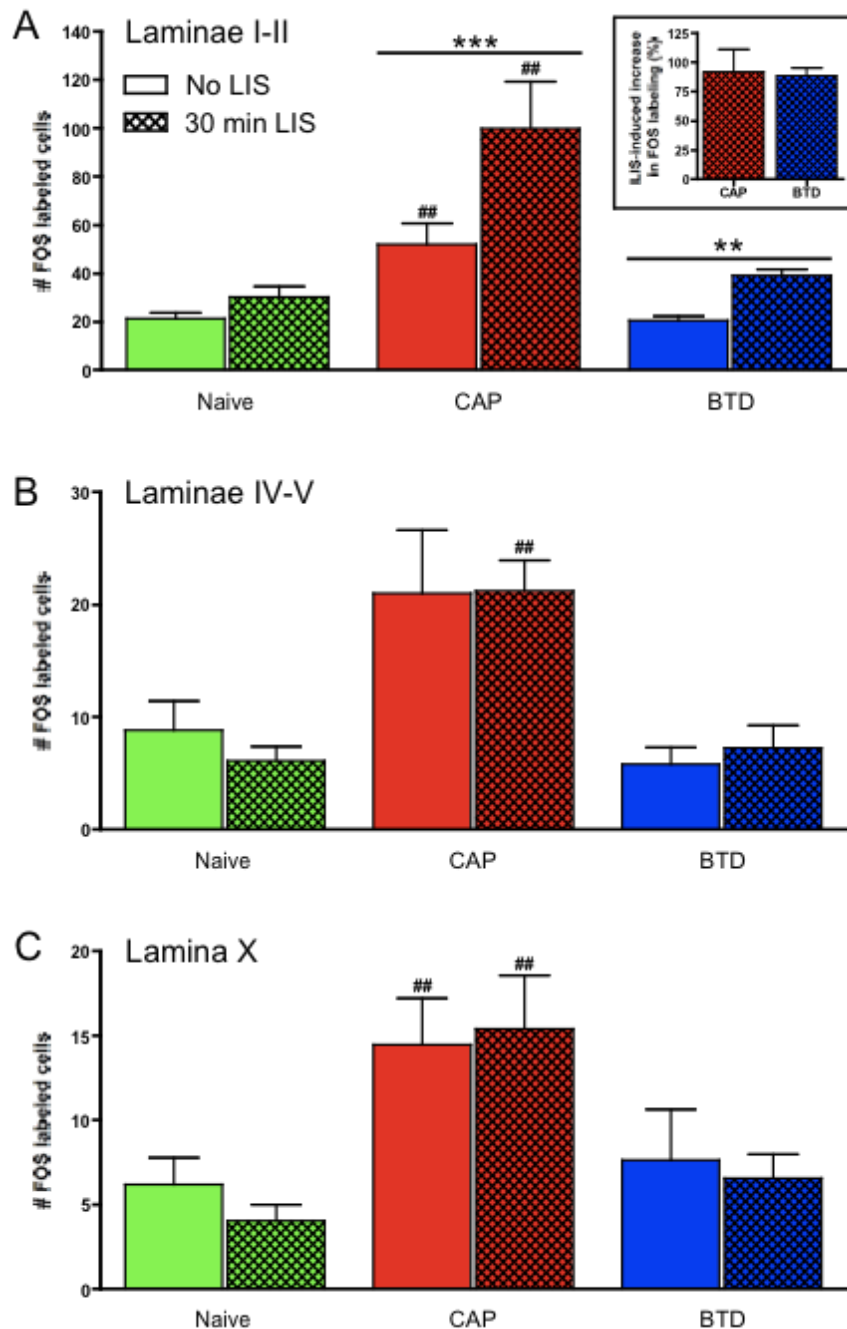 A
Laminae I-II
No LIS
30 min LIS
# FOS labeled cells
140
120
100
80
60
40
20
0
***
##
##
**
Naive
CAP
BTD
LIS-induced increase
in FOS labeling (%)
125
100
75
50
25
0
CAP
BTD
B
Laminae IV-V
# FOS labeled cells
30
20
10
0
##
Naive
CAP
BTD
C
Lamina X
# FOS labeled cells
20
15
10
5
0
##
##
Naive
CAP
BTD